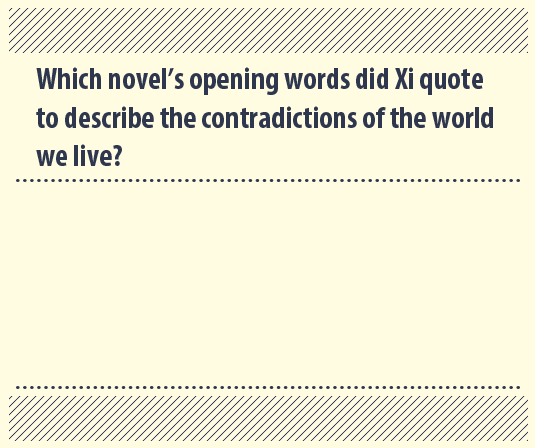 Which novel’s opening words did Xi quote
to describe the contradictions of the world
we live?